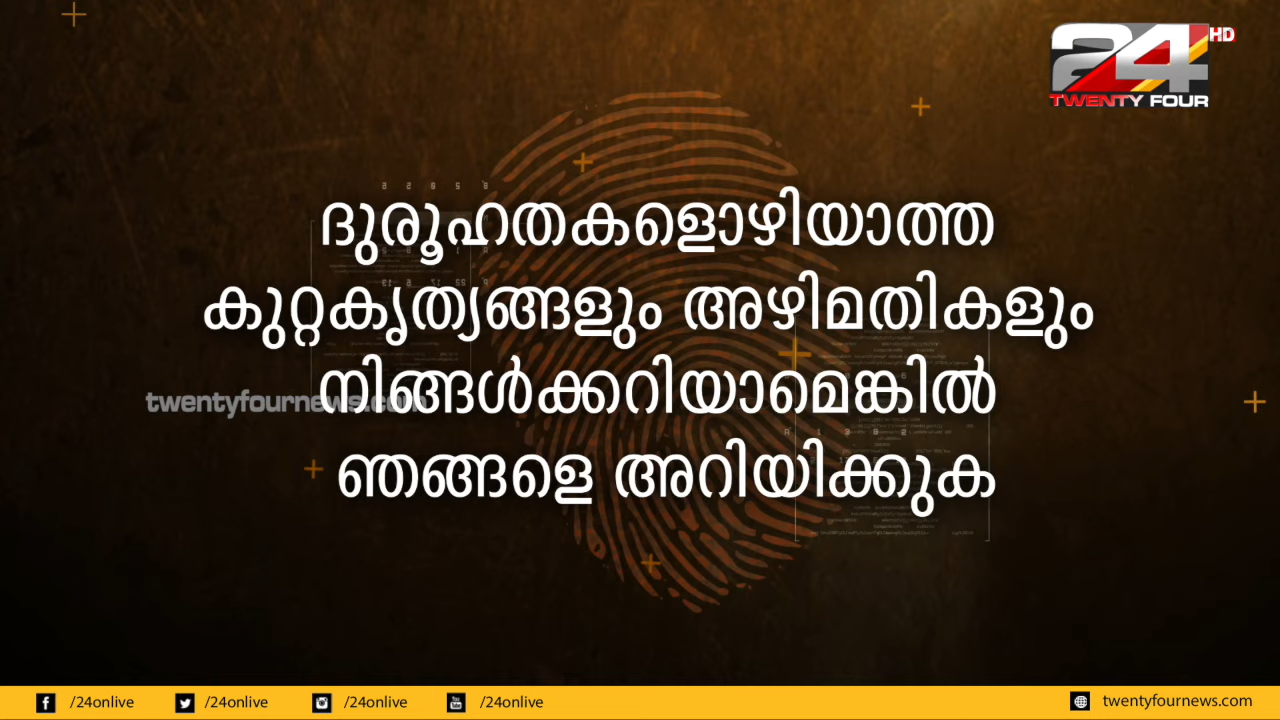 24 HD
TWENTY FOUR
ദുരൂഹതകളൊഴിയാത്ത
കുറ്റകൃത്യങ്ങളും അഴിമതികളും
നിങ്ങൾക്കറിയാമെങ്കിൽ
ഞങ്ങളെ അറിയിക്കുക
twentyfournews.com
/24onlive /24onlive /24onlive /24onlive twentyfournews.com